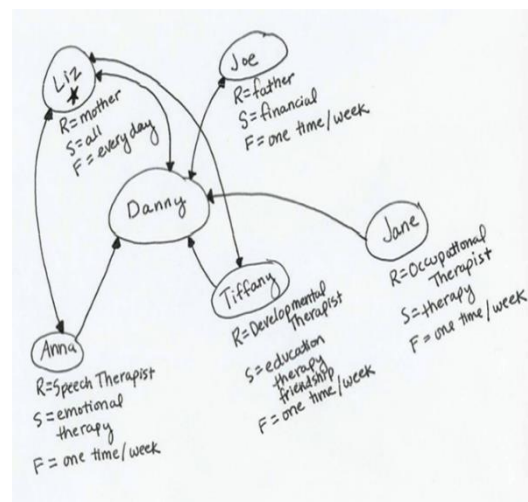 Liz
R=mother
S=all
F=every day
Joe
R=father
S=financial
F=one time/week
Danny
Jane
R=Occupational
Therapist
S=therapy
F=one time/week
Tiffany
R=Developmental
Therapist
S=education
therapy
friendship
F=one time/week
Anna
R=Speech Therapist
S=emotional
therapy
F=one time/week